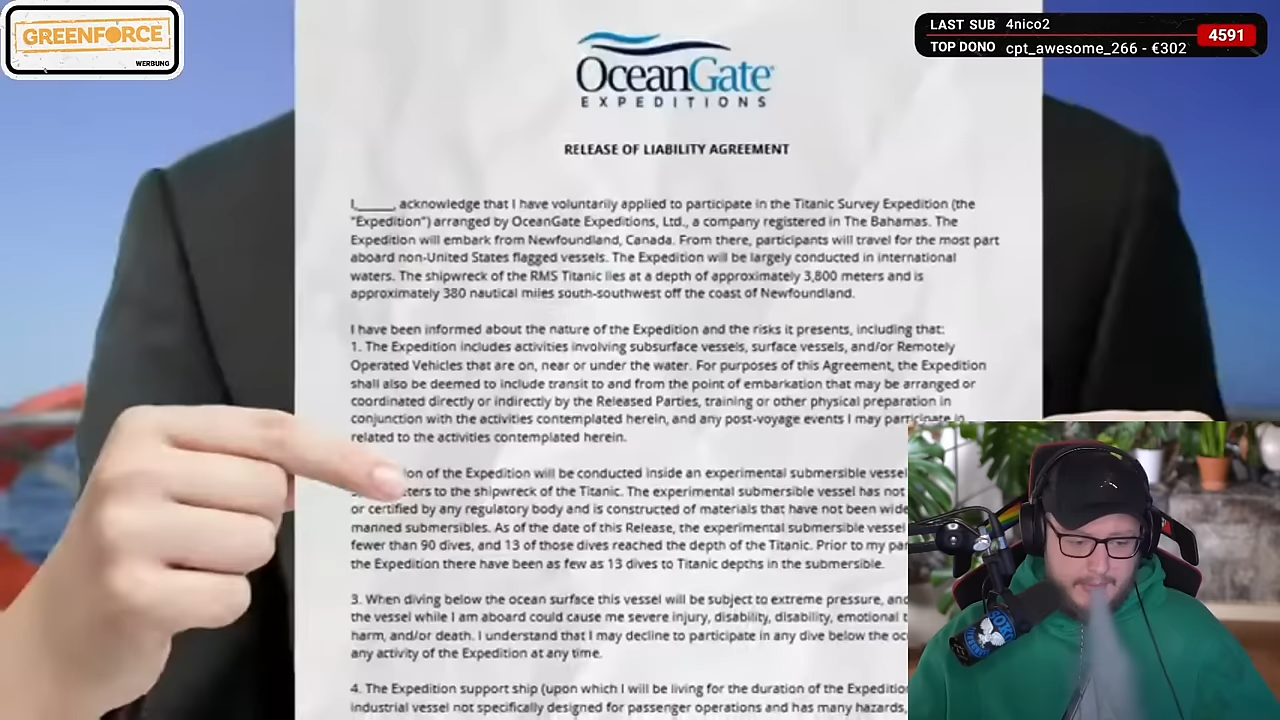 GREENFORCE
WERBUNG
LAST SUB 4nico2
TOP DONO cpt_awesome_266 - €302
4591
OceanGate
EXPEDITIONS
RELEASE OF LIABILITY AGREEMENT
I,_____, acknowledge that I have voluntarily applied to participate in the Titanic Survey Expedition (the
"Expedition") arranged by OceanGate Expeditions, Ltd., a company registered in The Bahamas. The
Expedition will embark from Newfoundland, Canada. From there, participants will travel for the most part
aboard non-United States flagged vessels. The Expedition will be largely conducted in international
waters. The shipwreck of the RMS Titanic lies at a depth of approximately 3,800 meters and is
approximately 380 nautical miles south-southwest off the coast of Newfoundland.
I have been informed about the nature of the Expedition and the risks it presents, including that:
1. The Expedition includes activities involving subsurface vessels, surface vessels, and/or Remotely
Operated Vehicles that are on, near or under the water. For purposes of this Agreement, the Expedition
shall also be deemed to include transit to and from the point of embarkation that may be arranged or
coordinated directly or indirectly by the Released Parties, training or other physical preparation in
conjunction with the activities contemplated herein, and any post-voyage events I may participate in
related to the activities contemplated herein.
of the Expedition will be conducted inside an experimental submersible vessel
to the shipwreck of the Titanic. The experimental submersible vessel has not
or certified by any regulatory body and is constructed of materials that have not been
manned submersibles. As of the date of this Release, the experimental submersible vessel
fewer than 90 dives, and 13 of those dives reached the depth of the Titanic. Prior to my
the Expedition there have been as few as 13 dives to Titanic depths in the submersible.
3. When diving below the ocean surface this vessel will be subject to extreme pressure, and
the vessel while I am aboard could cause me severe injury, disability, disability, emotional
harm, and/or death. I understand that I may decline to participate in any dive below the
any activity of the Expedition at any time.
4. The Expedition support ship (upon which I will be living for the duration of the
industrial vessel not specifically designed for passenger operations and has many hazards,